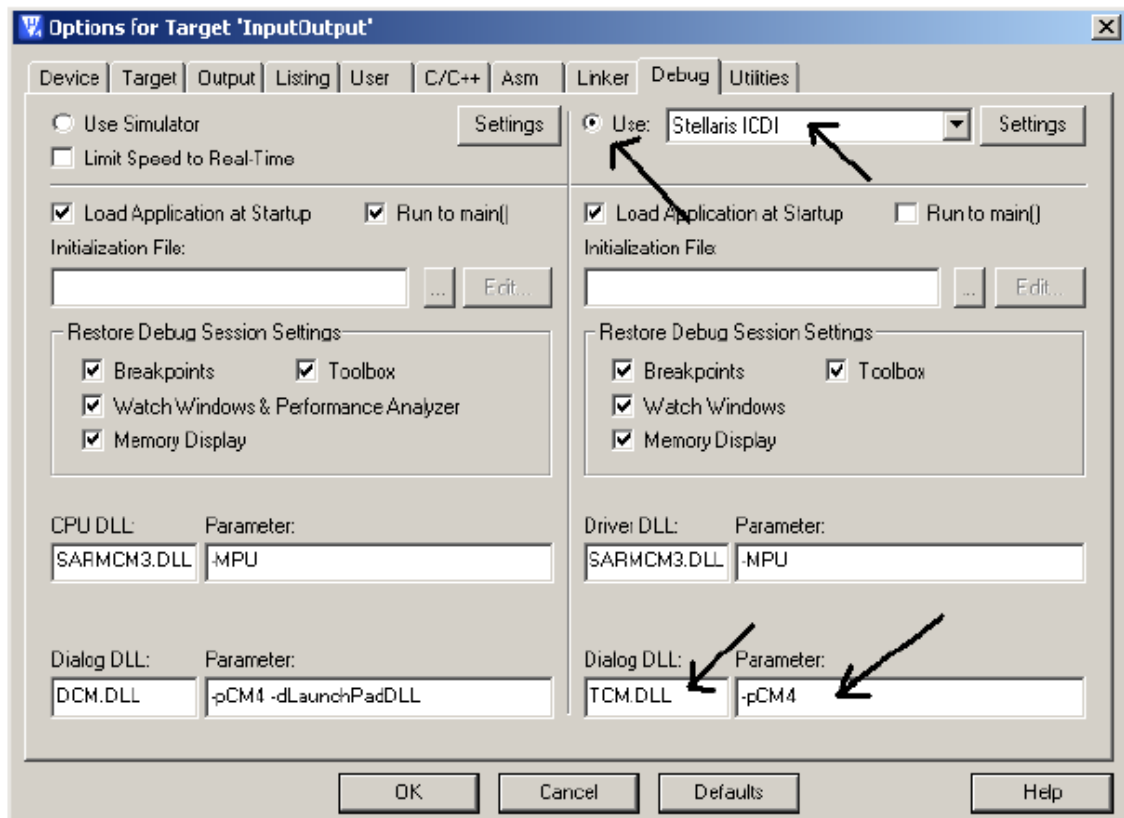 Options for Target 'InputOutput'
Device Target Output Listing User C/C++ Asm Linker Debug Utilities
Use Simulator Settings
Limit Speed to Real-Time
Use: Stellaris ICDI Settings
Load Application at Startup Run to main()
Initialization File:
... Edit...
Restore Debug Session Settings
Breakpoints Toolbox
Watch Windows & Performance Analyzer
Memory Display
CPU DLL: Parameter:
SARMCM3.DLL -MPU
Dialog DLL: Parameter:
DCM.DLL -pCM4 -dLaunchPadDLL
Load Application at Startup Run to main()
Initialization File:
... Edit...
Restore Debug Session Settings
Breakpoints Toolbox
Watch Windows
Memory Display
Driver DLL: Parameter:
SARMCM3.DLL -MPU
Dialog DLL: Parameter:
TCM.DLL -pCM4
OK Cancel Defaults Help